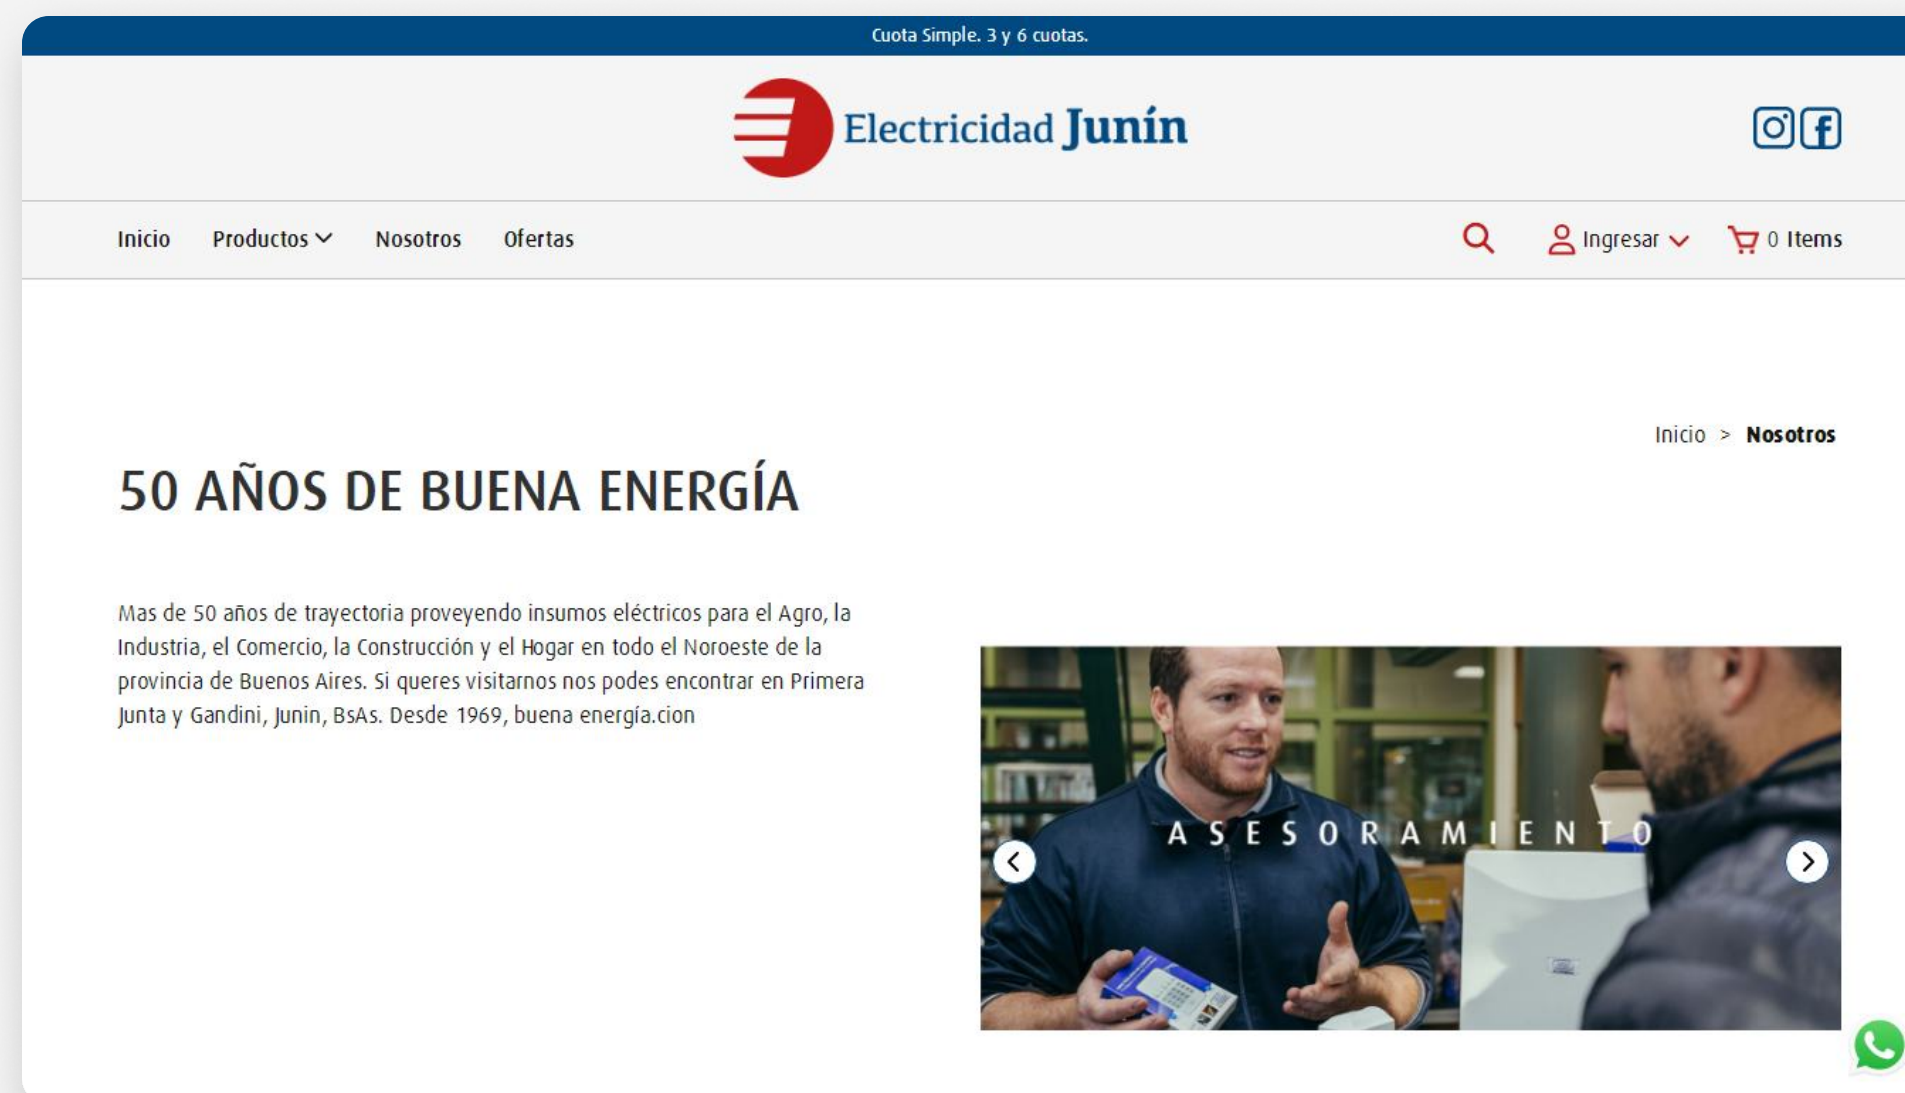 Cuota Simple. 3 y 6 cuotas.
Electricidad Junín
Inicio Productos Nosotros Ofertas
Ingresar 0 Items
Inicio > Nosotros
50 AÑOS DE BUENA ENERGÍA
Mas de 50 años de trayectoria proveyendo insumos eléctricos para el Agro, la
Industria, el Comercio, la Construcción y el Hogar en todo el Noroeste de la
provincia de Buenos Aires. Si queres visitarnos nos podes encontrar en Primera
Junta y Gandini, Junin, BsAs. Desde 1969, buena energía.cion
ASESORAMIENTO